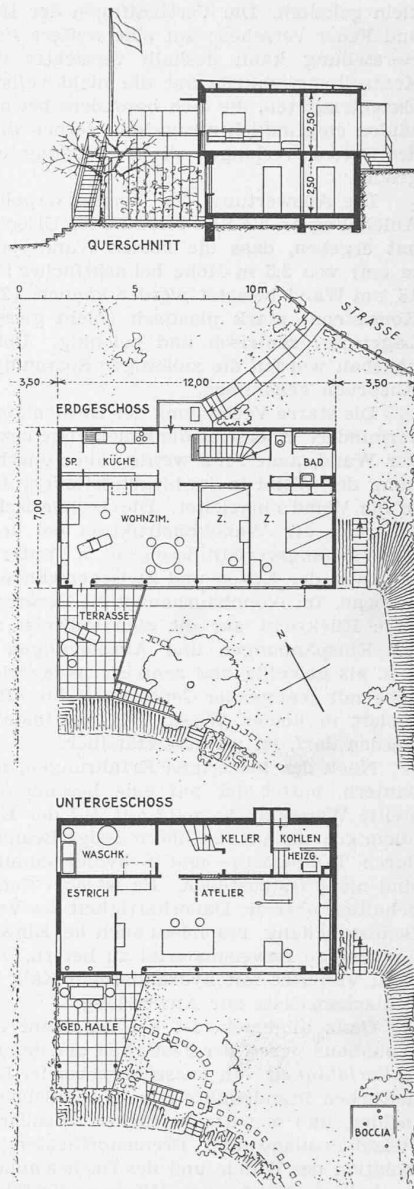 2,50
2,50
QUERSCHNITT
0 5 10 m
STRASSE
3,50 12,00 3,50
ERDGESCHOSS
7,00
SP. KÜCHE BAD
WOHNZIM. Z. Z.
TERRASSE
N
UNTERGESCHOSS
WASCHK. KELLER KOHLEN
HEIZG.
ESTRICH ATELIER
GED. HALLE
BOCCIA